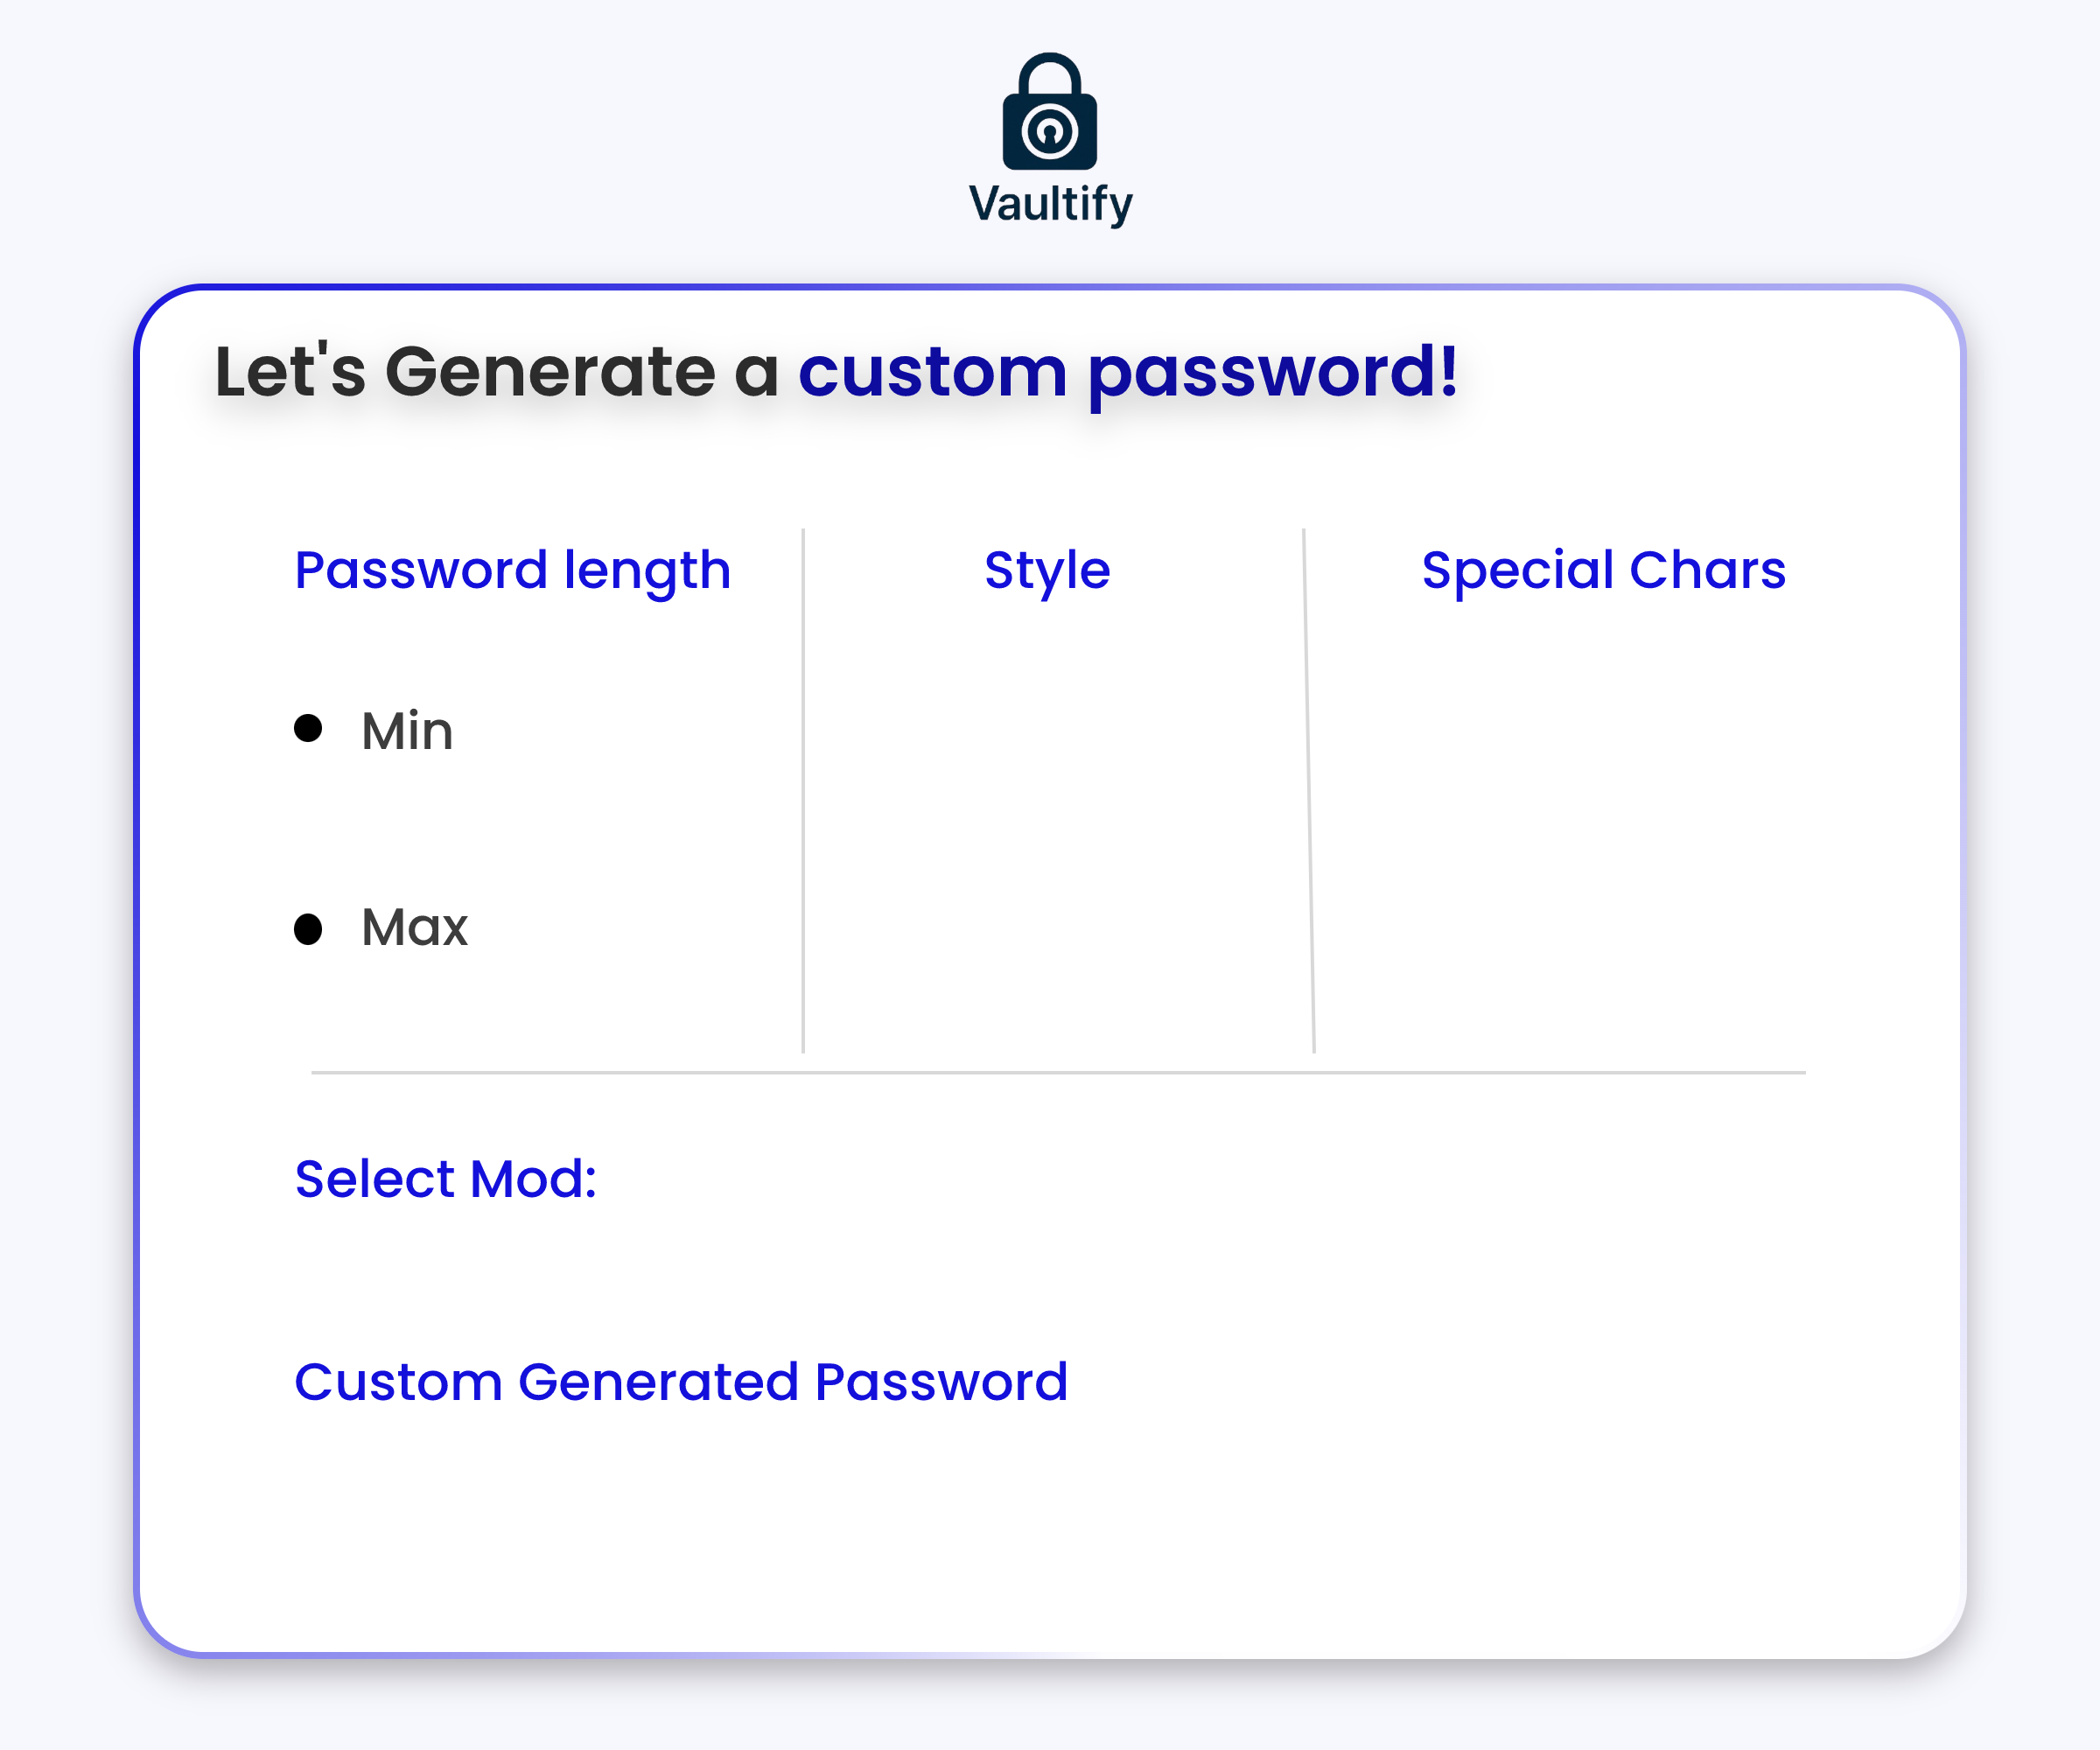 Vaultify
Let's Generate a custom password!
Password length
Style
Special Chars
Min
Max
Select Mod:
Custom Generated Password